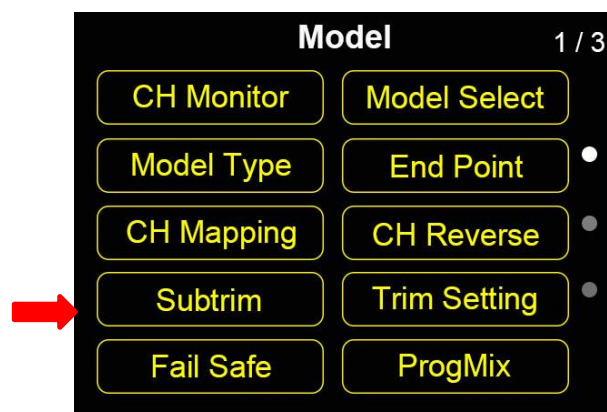 Model 1 / 3
CH Monitor Model Select
Model Type End Point
CH Mapping CH Reverse
Subtrim Trim Setting
Fail Safe ProgMix